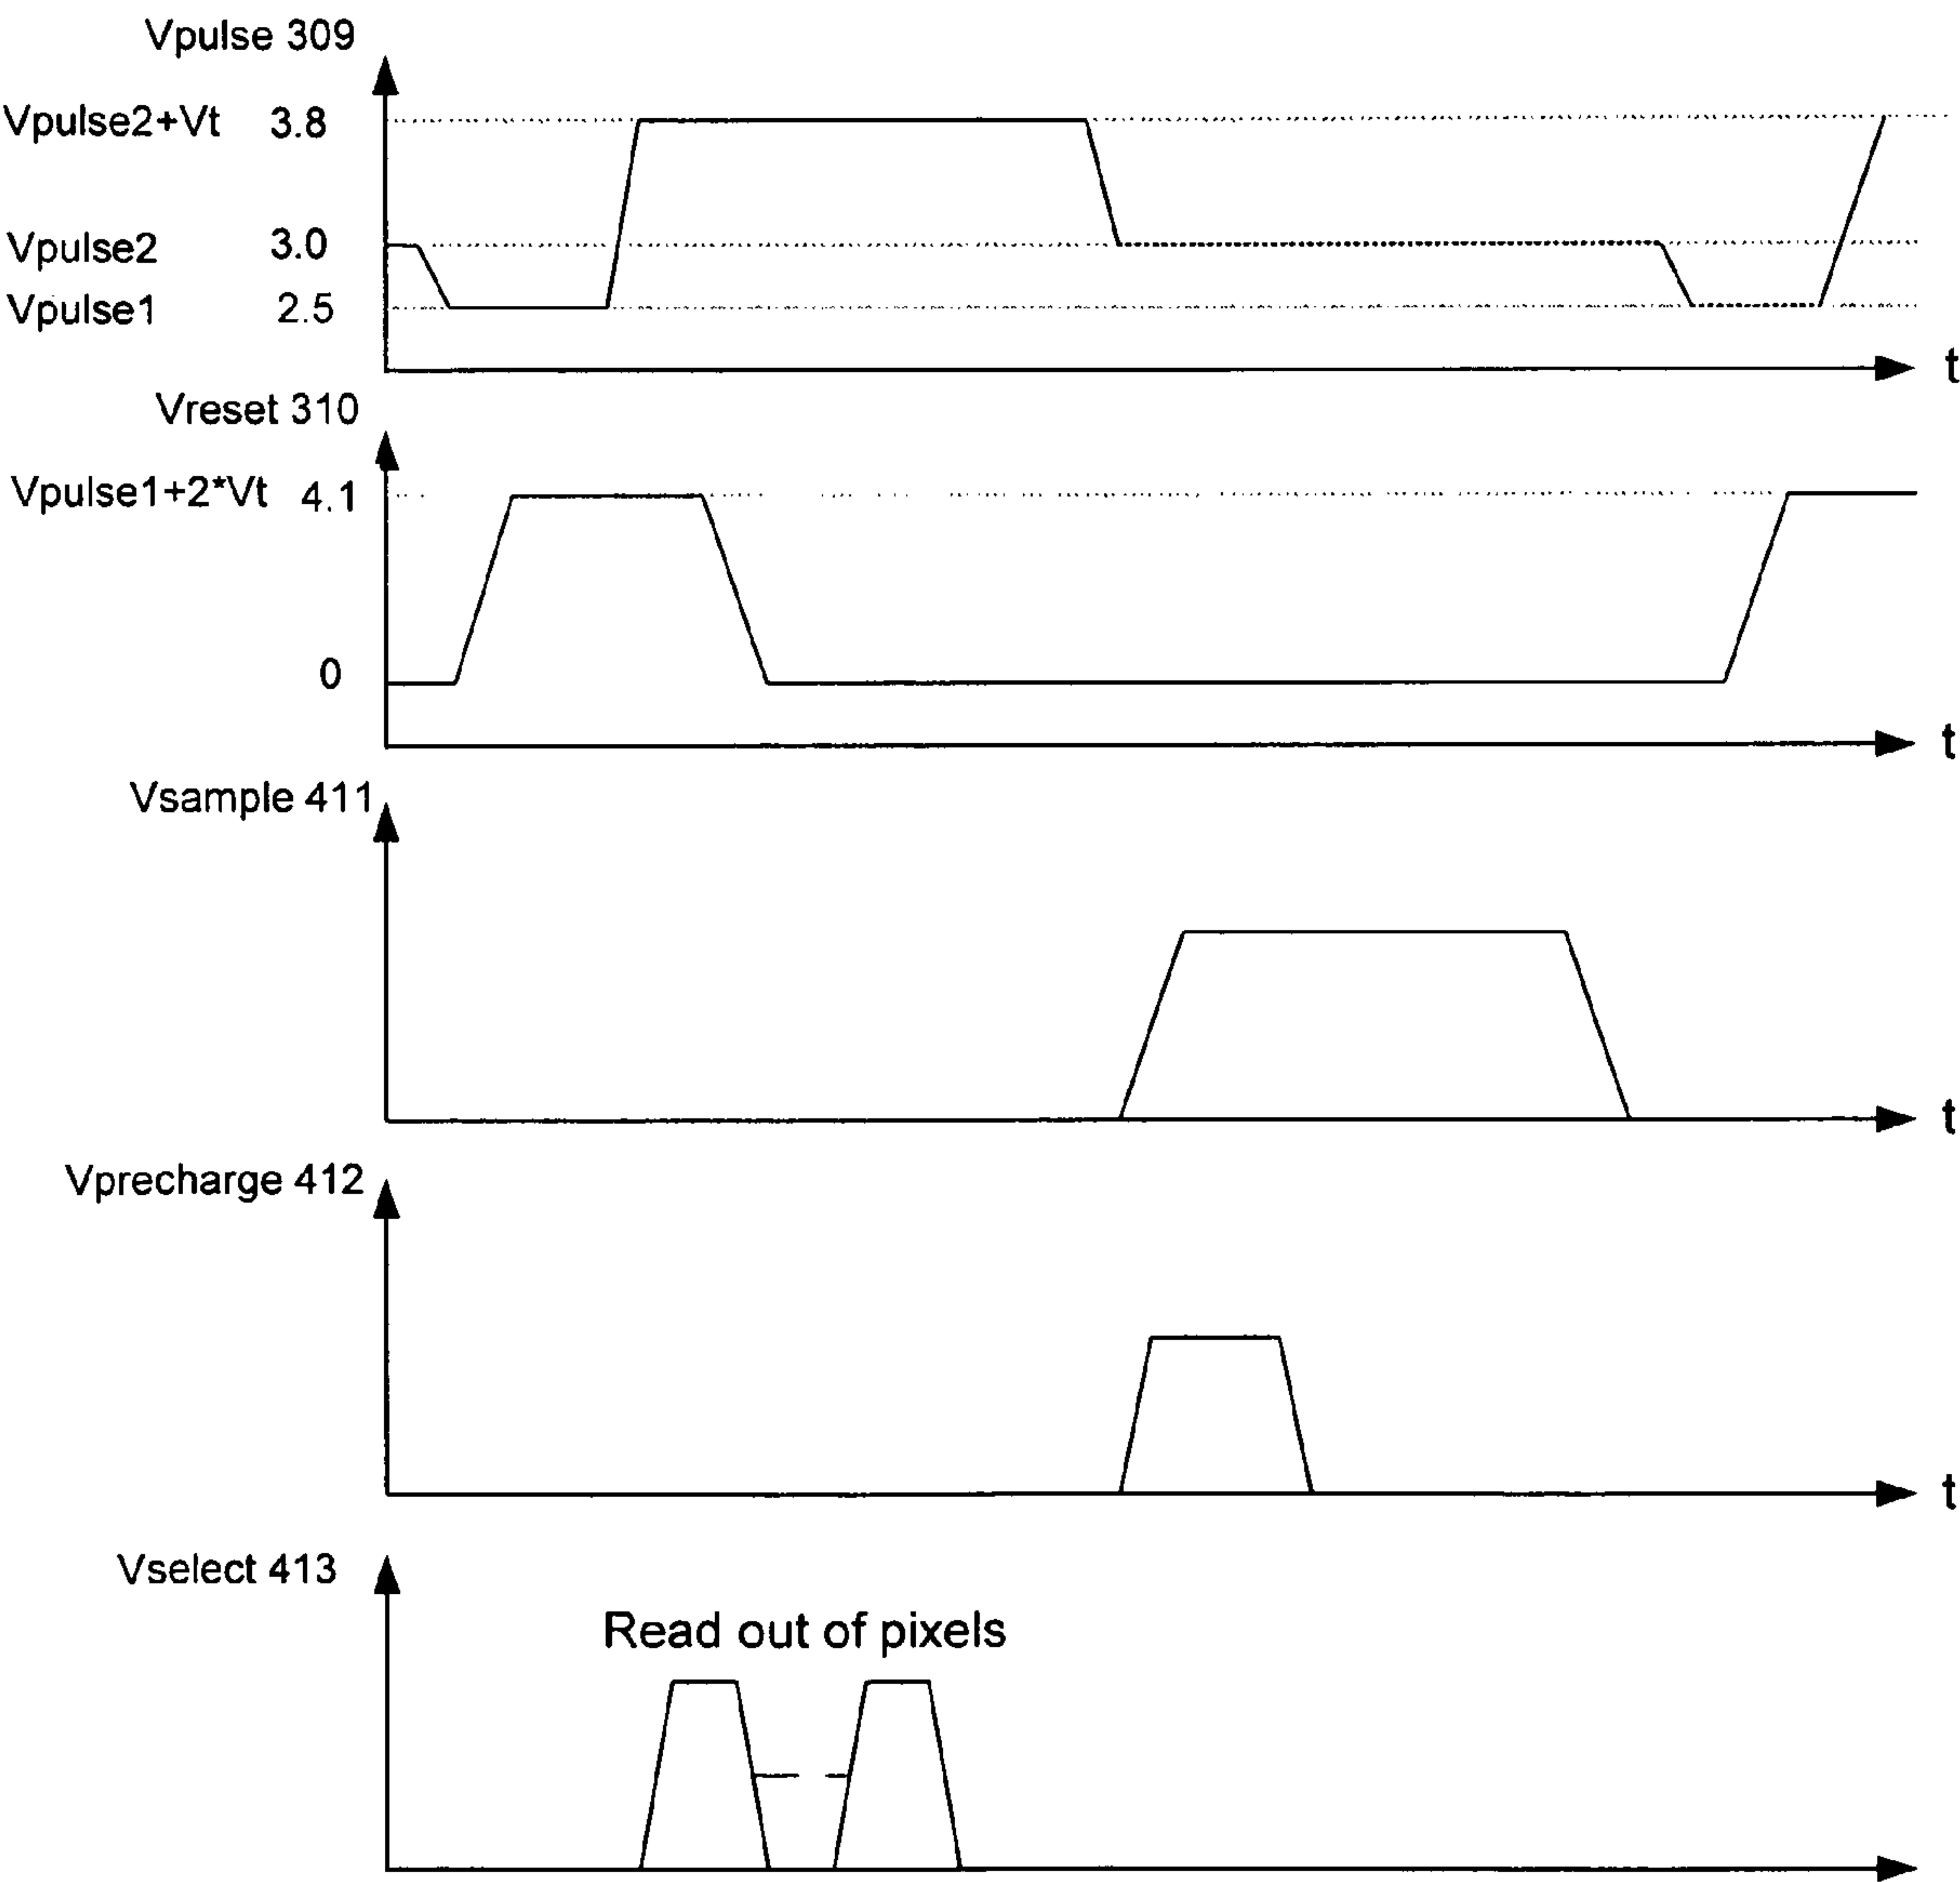 Vpulse 309
Vpulse2+Vt 3.8
Vpulse2 3.0
Vpulse1 2.5
t
Vreset 310
Vpulse1+2*Vt 4.1
0
t
Vsample 411
t
Vprecharge 412
t
Vselect 413
Read out of pixels